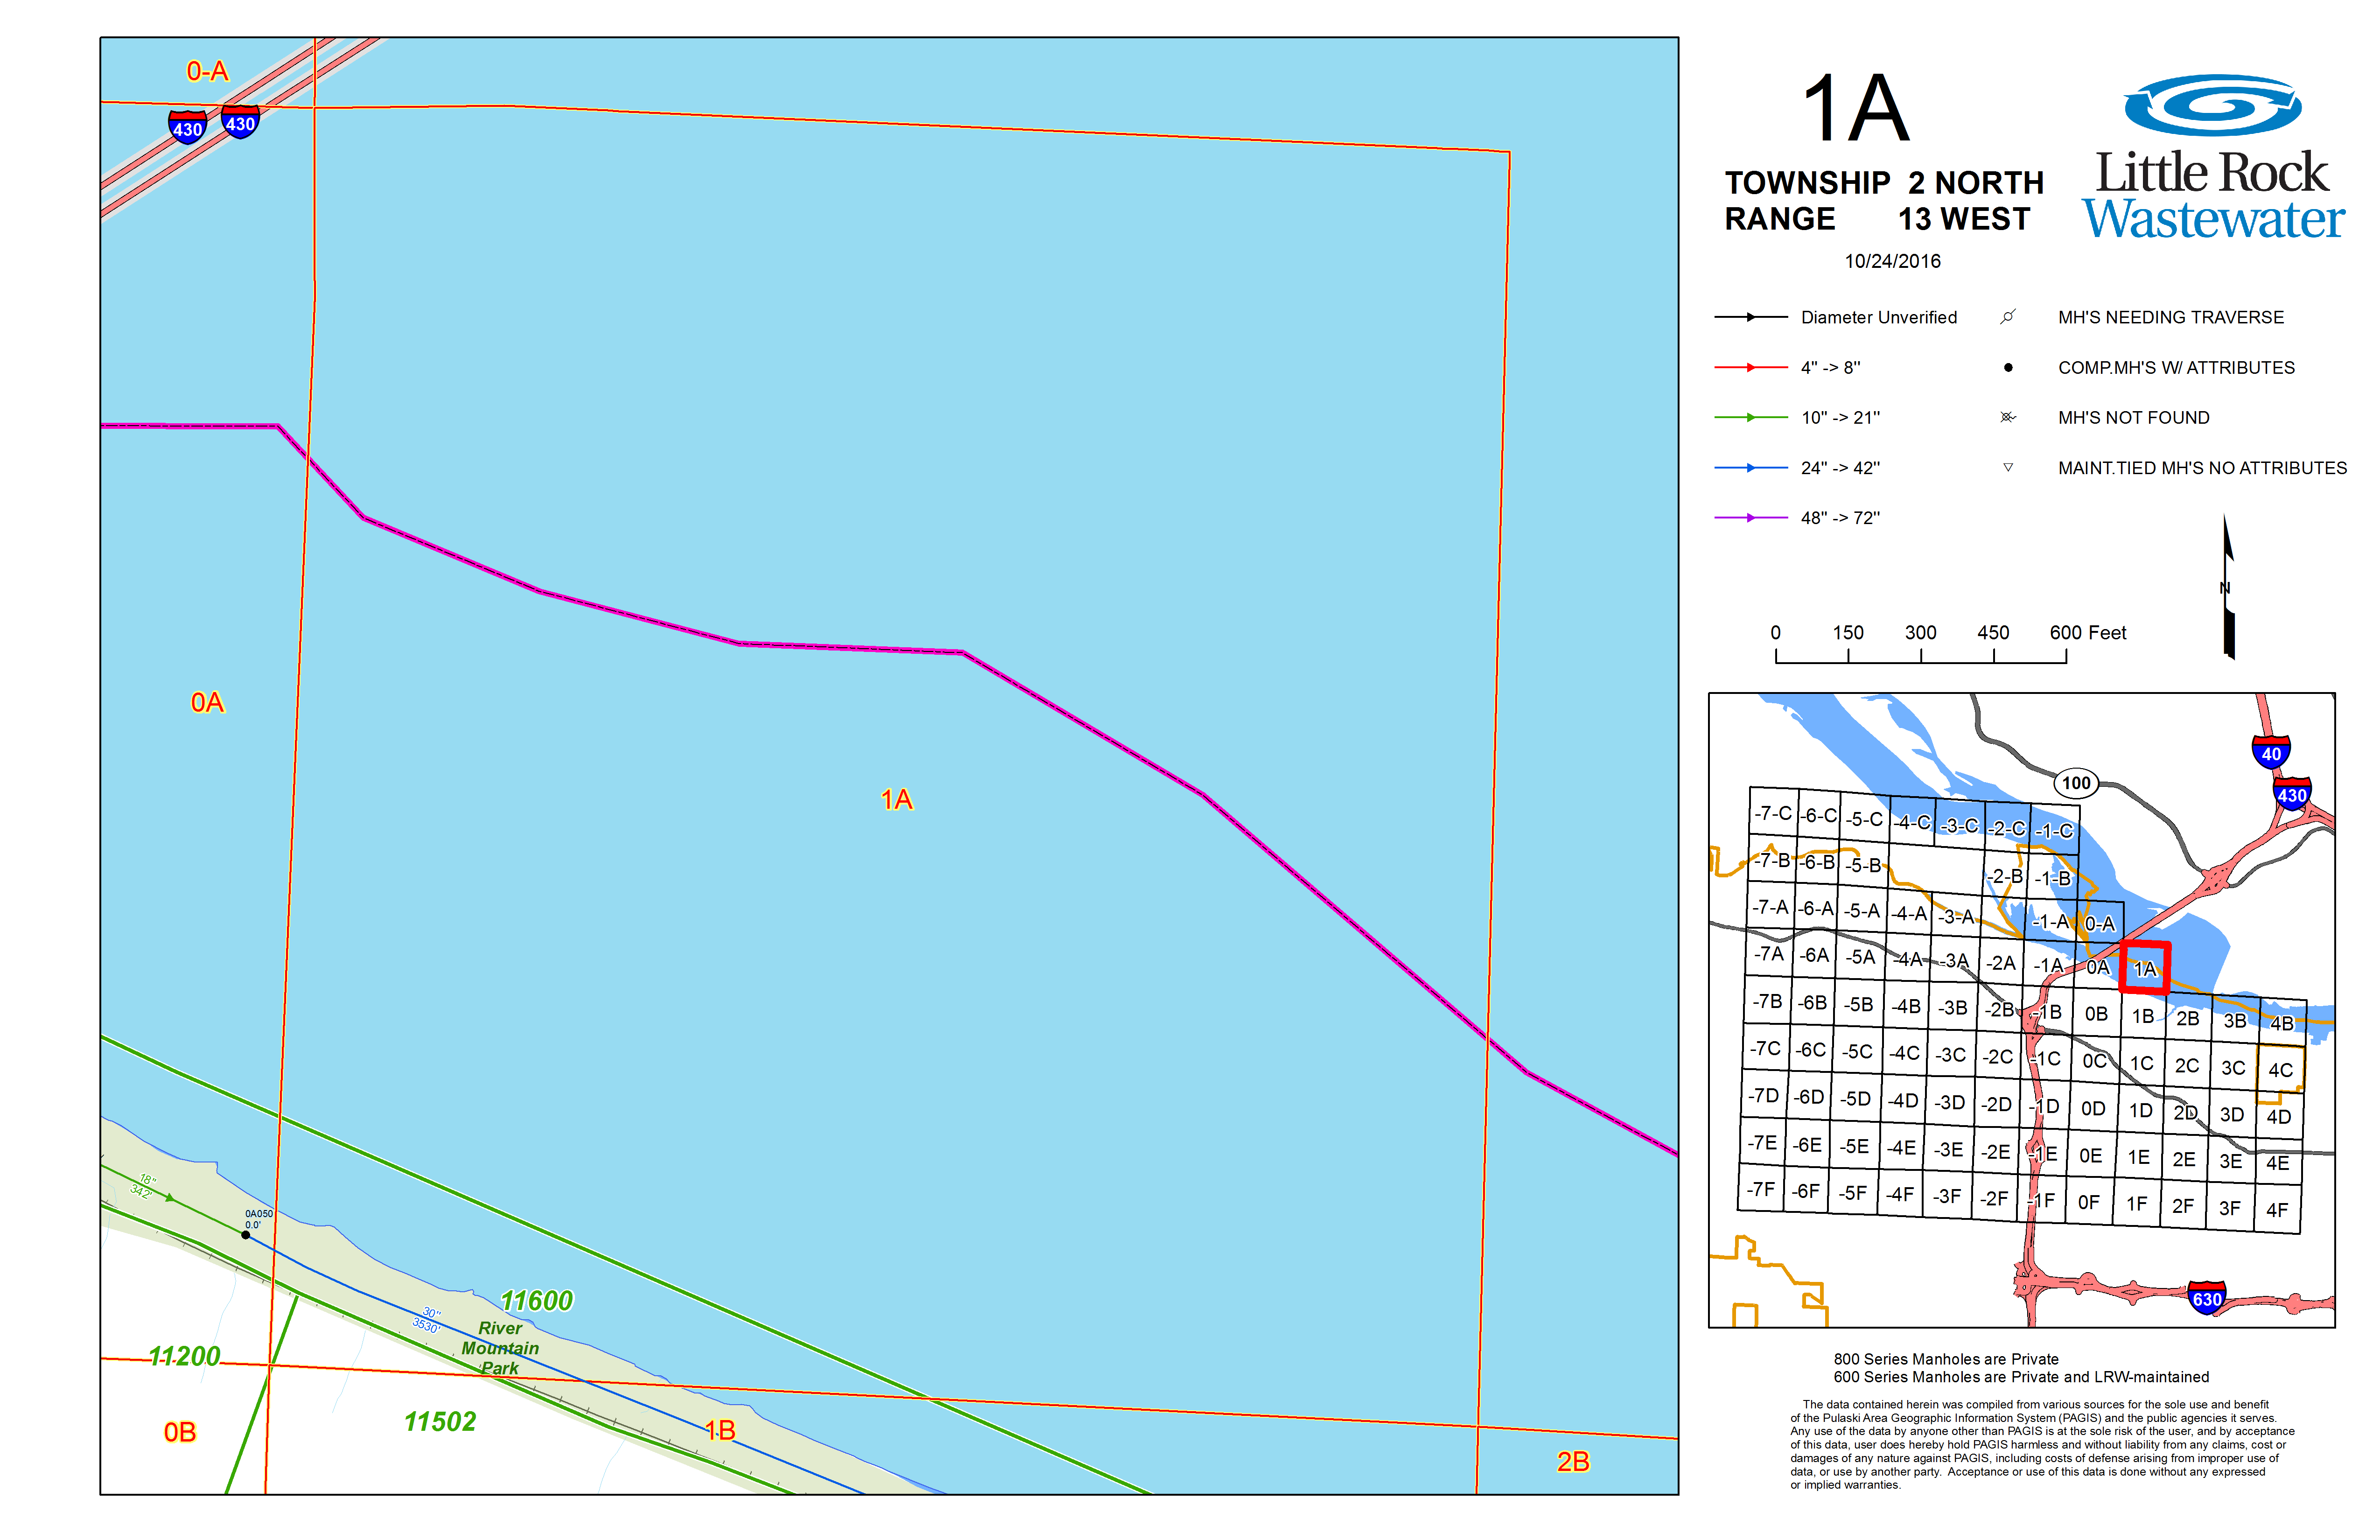 0-A
430
430
0A
1A
18"
342'
0A050
0.0'
30"
3530'
11600
River
Mountain
Park
11200
11502
0B
1B
2B
1A
TOWNSHIP 2 NORTH
RANGE 13 WEST
10/24/2016
Little Rock
Wastewater
Diameter Unverified
4" -> 8"
10" -> 21"
24" -> 42"
48" -> 72"
MH'S NEEDING TRAVERSE
COMP.MH'S W/ ATTRIBUTES
MH'S NOT FOUND
MAINT.TIED MH'S NO ATTRIBUTES
N
0 150 300 450 600 Feet
40
430
100
-7-C -6-C -5-C -4-C -3-C -2-C -1-C
-7-B -6-B -5-B -2-B -1-B
-7-A -6-A -5-A -4-A -3-A -1-A 0-A
-7A -6A -5A -4A -3A -2A -1A 0A 1A
-7B -6B -5B -4B -3B -2B -1B 0B 1B 2B 3B 4B
-7C -6C -5C -4C -3C -2C -1C 0C 1C 2C 3C 4C
-7D -6D -5D -4D -3D -2D -1D 0D 1D 2D 3D 4D
-7E -6E -5E -4E -3E -2E -1E 0E 1E 2E 3E 4E
-7F -6F -5F -4F -3F -2F -1F 0F 1F 2F 3F 4F
630
800 Series Manholes are Private
600 Series Manholes are Private and LRW-maintained
The data contained herein was compiled from various sources for the sole use and benefit
of the Pulaski Area Geographic Information System (PAGIS) and the public agencies it serves.
Any use of the data by anyone other than PAGIS is at the sole risk of the user, and by acceptance
of this data, user does hereby hold PAGIS harmless and without liability from any claims, cost or
damages of any nature against PAGIS, including costs of defense arising from improper use of
data, or use by another party. Acceptance or use of this data is done without any expressed
or implied warranties.